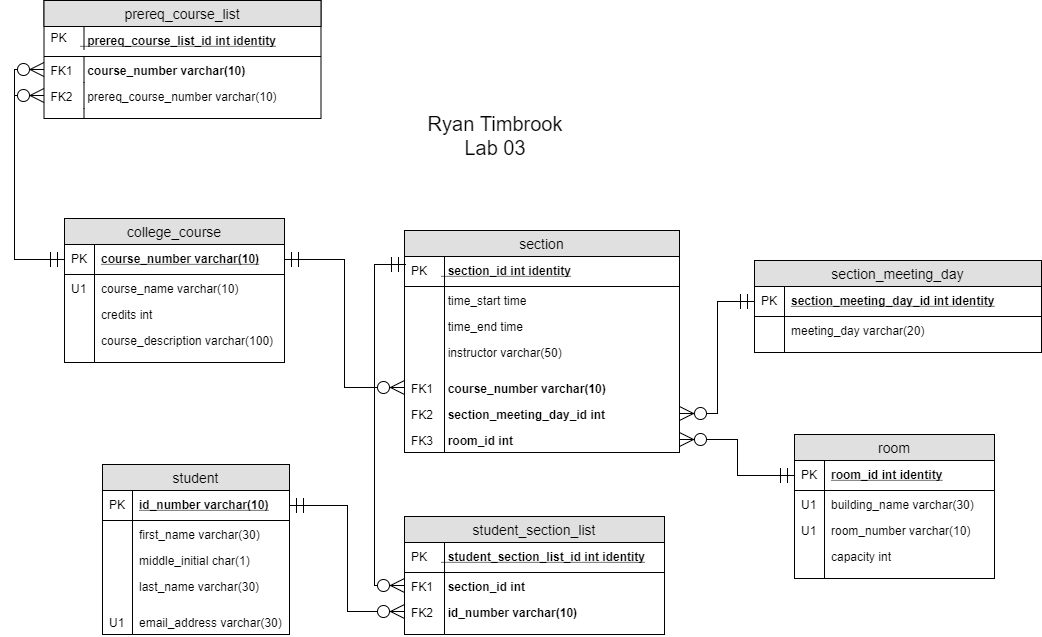 prereq_course_list
PK prereq_course_list_id int identity
FK1 course_number varchar(10)
FK2 prereq_course_number varchar(10)
Ryan Timbrook
Lab 03
college_course
PK course_number varchar(10)
U1 course_name varchar(10)
credits int
course_description varchar(100)
section
PK section_id int identity
time_start time
time_end time
instructor varchar(50)
FK1 course_number varchar(10)
FK2 section_meeting_day_id int
FK3 room_id int
section_meeting_day
PK section_meeting_day_id int identity
meeting_day varchar(20)
room
PK room_id int identity
U1 building_name varchar(30)
U1 room_number varchar(10)
capacity int
student
PK id_number varchar(10)
first_name varchar(30)
middle_initial char(1)
last_name varchar(30)
U1 email_address varchar(30)
student_section_list
PK student_section_list_id int identity
FK1 section_id int
FK2 id_number varchar(10)